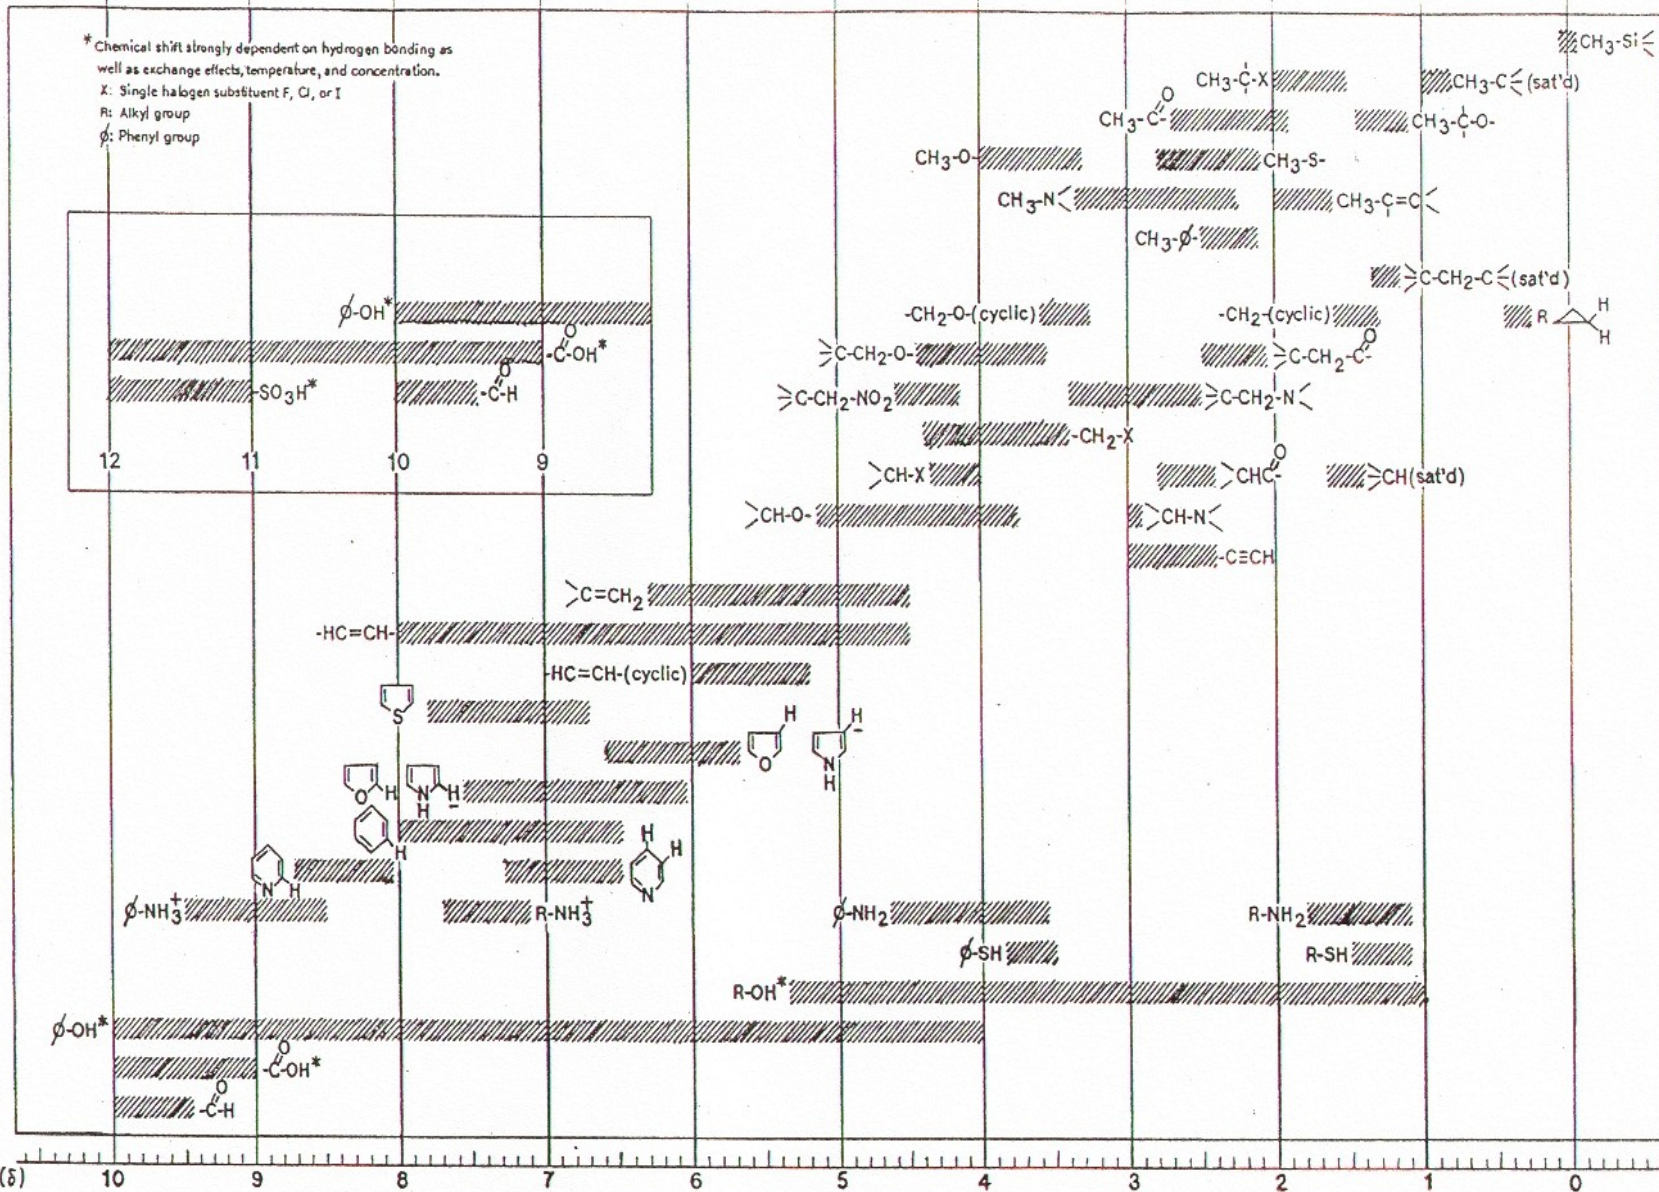 * Chemical shift strongly dependent on hydrogen bonding as
well as exchange effects, temperature, and concentration.
X: Single halogen substituent F, Cl, or I
R: Alkyl group
ϕ: Phenyl group
CH3-Si
CH3-C-X
CH3-C (sat'd)
CH3-C O
CH3-C-O-
CH3-O-
CH3-S-
CH3-N
CH3-C=C
CH3-ϕ-
C-CH2-C (sat'd)
ϕ-OH*
-CH2-O-(cyclic)
-CH2-(cyclic)
R H
H
O
-C-OH*
C-CH2-O-
O
C-CH2-C-
-SO3H*
O
-C-H
C-CH2-NO2
C-CH2-N
-CH2-X
12 11 10 9
CH-X
O
CHC-
CH(sat'd)
CH-O-
CH-N
-C≡CH
C=CH2
-HC=CH-
-HC=CH-(cyclic)
S
H
O
H
N
H
O H
N H
H
H
N H
H
H
N
ϕ-NH3+
R-NH3+
ϕ-NH2
R-NH2
ϕ-SH
R-SH
R-OH*
ϕ-OH*
O
-C-OH*
O
-C-H
(δ) 10 9 8 7 6 5 4 3 2 1 0